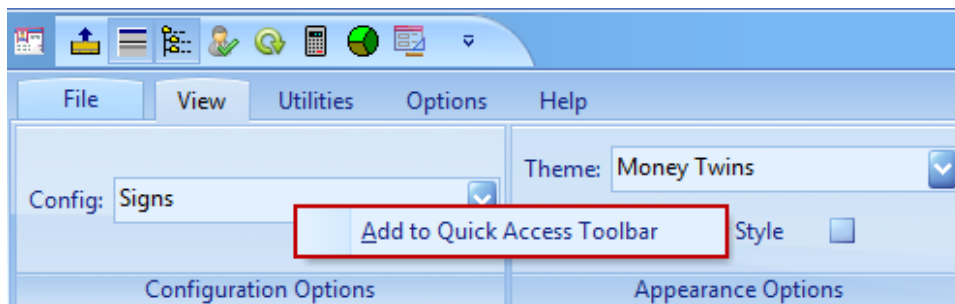 File View Utilities Options Help
Theme: Money Twins
Config: Signs
Add to Quick Access Toolbar
Style
Configuration Options
Appearance Options